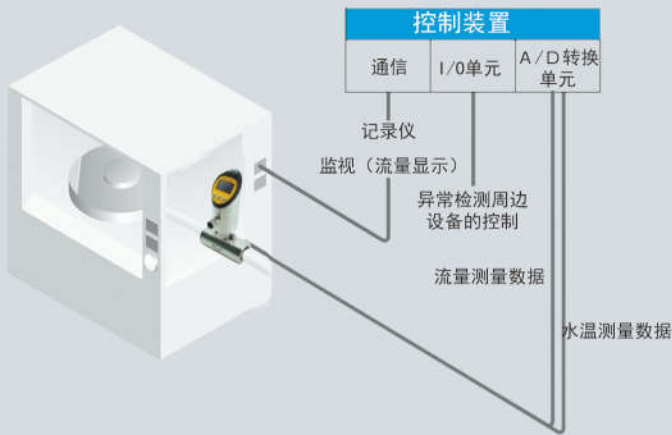 控制装置
通信
I/O单元
A/D转换
单元
记录仪
监视（流量显示）
异常检测周边
设备的控制
流量测量数据
水温测量数据